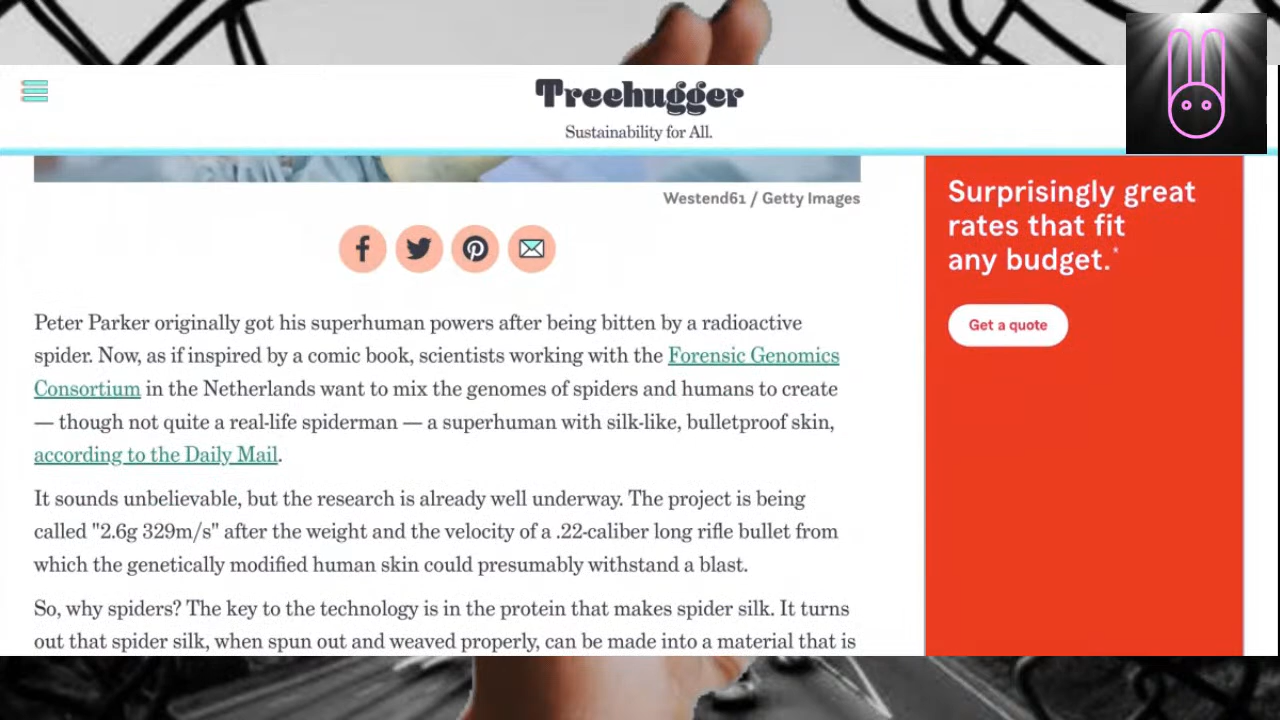 Treehugger
Sustainability for All.
Westend61 / Getty Images
Peter Parker originally got his superhuman powers after being bitten by a radioactive
spider. Now, as if inspired by a comic book, scientists working with the Forensic Genomics
Consortium in the Netherlands want to mix the genomes of spiders and humans to create
— though not quite a real-life spiderman — a superhuman with silk-like, bulletproof skin,
according to the Daily Mail.
It sounds unbelievable, but the research is already well underway. The project is being
called "2.6g 329m/s" after the weight and the velocity of a .22-caliber long rifle bullet from
which the genetically modified human skin could presumably withstand a blast.
So, why spiders? The key to the technology is in the protein that makes spider silk. It turns
out that spider silk, when spun out and weaved properly, can be made into a material that is
Surprisingly great
rates that fit
any budget.*
Get a quote